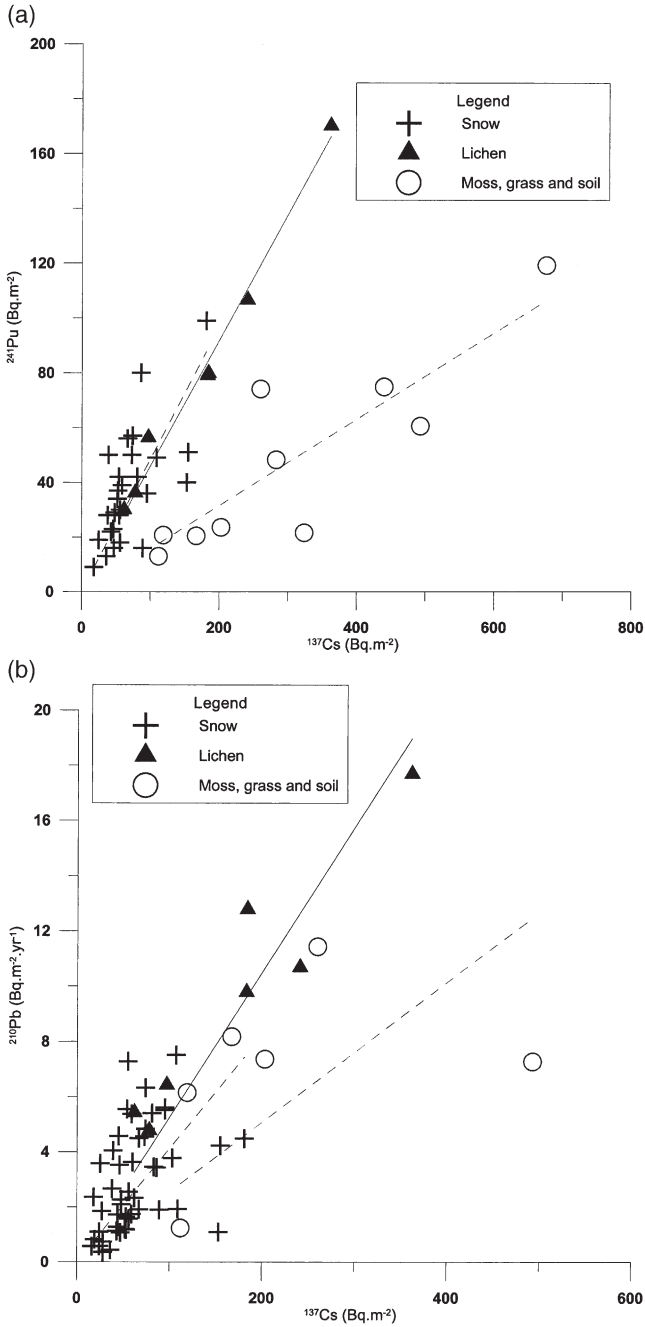 (a)
200
160
120
80
40
0
²⁴¹Pu (Bq.m⁻²)
Legend
Snow
Lichen
Moss, grass and soil
0 200 400 600 800
¹³⁷Cs (Bq.m⁻²)
(b)
20
16
12
8
4
0
²¹⁰Pb (Bq.m⁻².yr⁻¹)
Legend
Snow
Lichen
Moss, grass and soil
0 200 400 600
¹³⁷Cs (Bq.m⁻²)